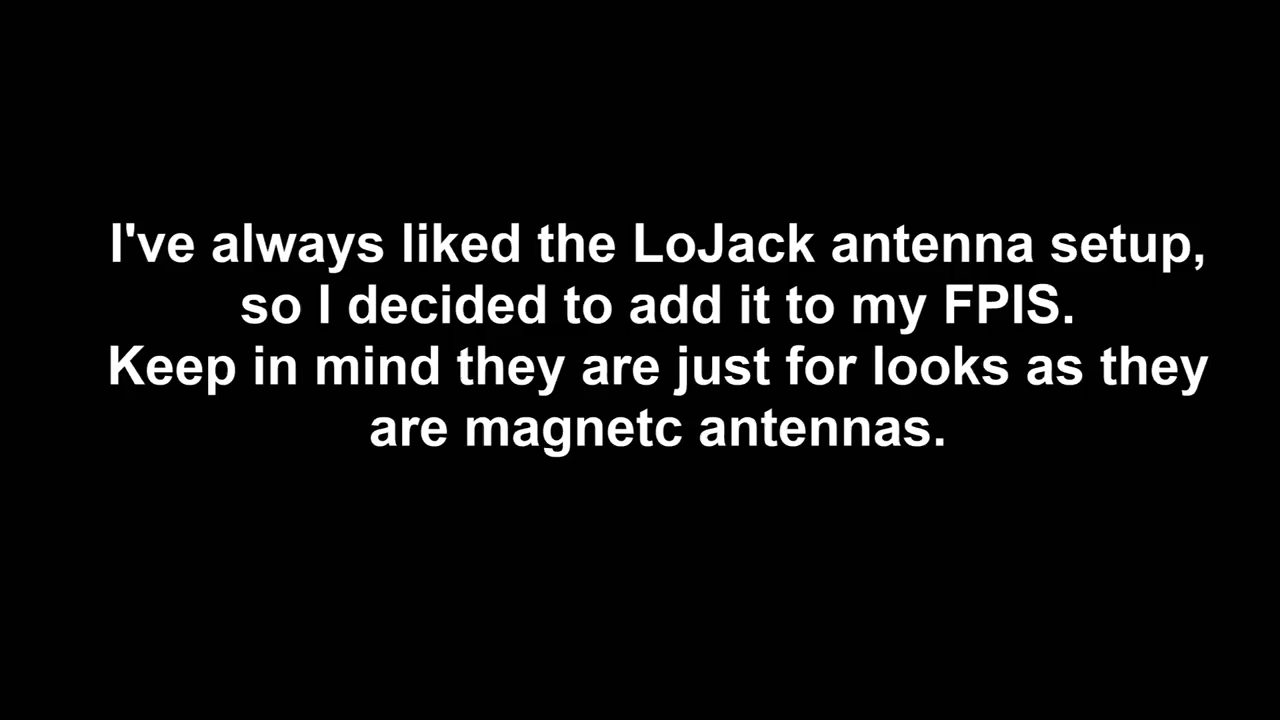 I've always liked the LoJack antenna setup,
so I decided to add it to my FPIS.
Keep in mind they are just for looks as they
are magnetc antennas.